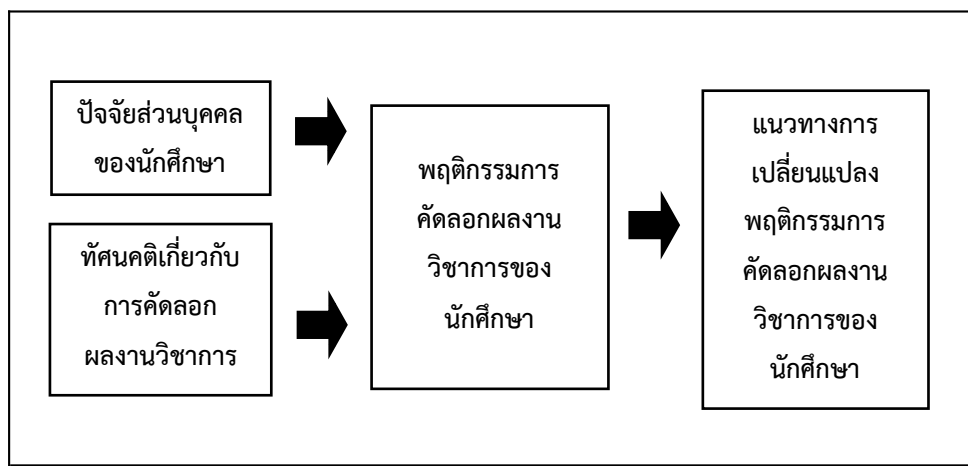 ปัจจัยส่วนบุคคล
ของนักศึกษา
ทัศนคติเกี่ยวกับ
การคัดลอก
ผลงานวิชาการ
พฤติกรรมการ
คัดลอกผลงาน
วิชาการของ
นักศึกษา
แนวทางการ
เปลี่ยนแปลง
พฤติกรรมการ
คัดลอกผลงาน
วิชาการของ
นักศึกษา